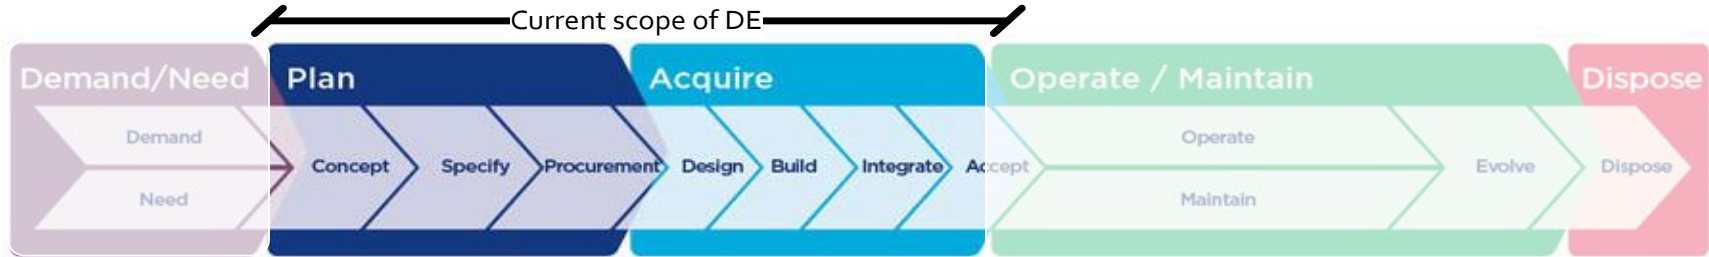 Current scope of DE
Demand/Need
Plan
Acquire
Operate / Maintain
Dispose
Demand
Need
Concept
Specify
Procurement
Design
Build
Integrate
Accept
Operate
Maintain
Evolve
Dispose